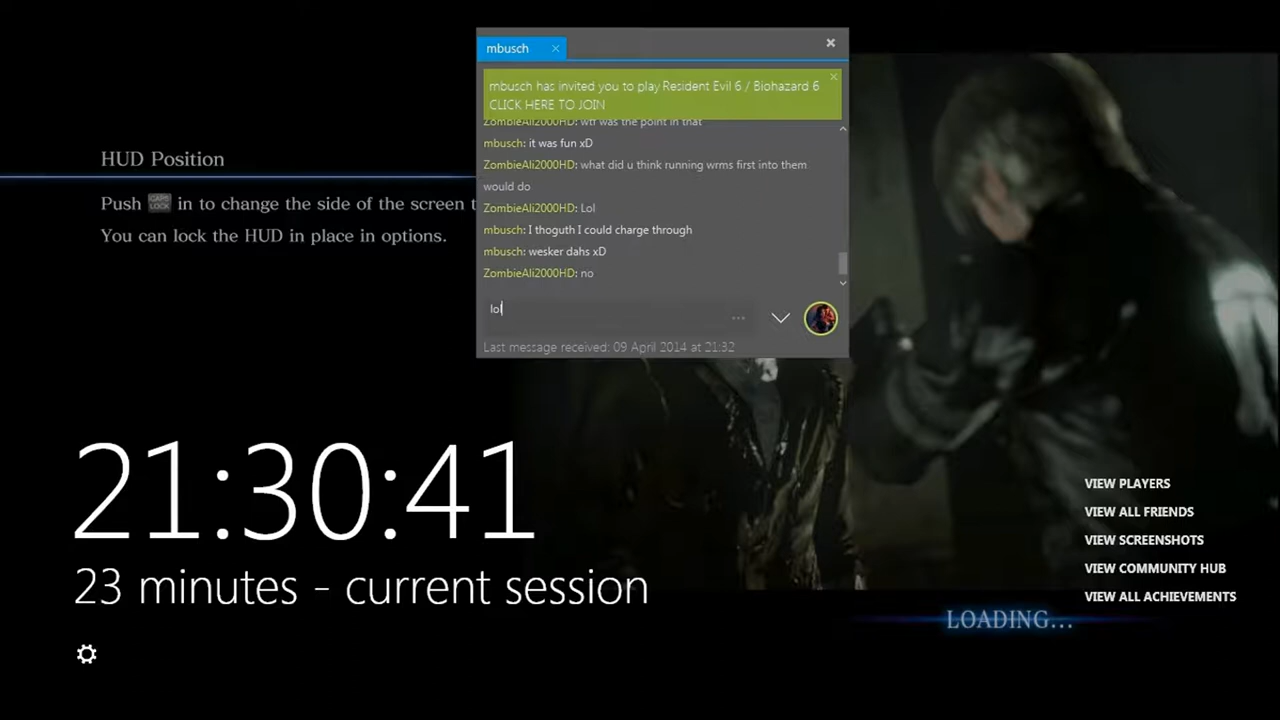 mbusch
mbusch has invited you to play Resident Evil 6 / Biohazard 6
CLICK HERE TO JOIN
ZombieAli2000HD: wtf was the point in that
mbusch: it was fun xD
ZombieAli2000HD: what did u think running wrms first into them
would do
ZombieAli2000HD: Lol
mbusch: I thoguth I could charge through
mbusch: wesker dahs xD
ZombieAli2000HD: no
lol
Last message received: 09 April 2014 at 21:32
HUD Position
Push CAPS LOCK in to change the side of the screen t
You can lock the HUD in place in options.
21:30:41
23 minutes - current session
VIEW PLAYERS
VIEW ALL FRIENDS
VIEW SCREENSHOTS
VIEW COMMUNITY HUB
VIEW ALL ACHIEVEMENTS
LOADING...